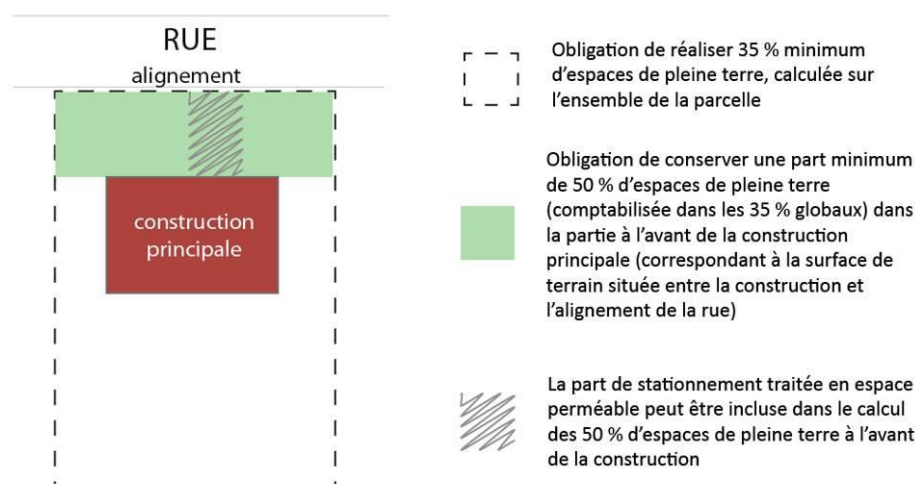 RUE
alignement
construction
principale
Obligation de réaliser 35 % minimum
d'espaces de pleine terre, calculée sur
l'ensemble de la parcelle
Obligation de conserver une part minimum
de 50 % d'espaces de pleine terre
(comptabilisée dans les 35 % globaux) dans
la partie à l'avant de la construction
principale (correspondant à la surface de
terrain située entre la construction et
l'alignement de la rue)
La part de stationnement traitée en espace
perméable peut être incluse dans le calcul
des 50 % d'espaces de pleine terre à l'avant
de la construction